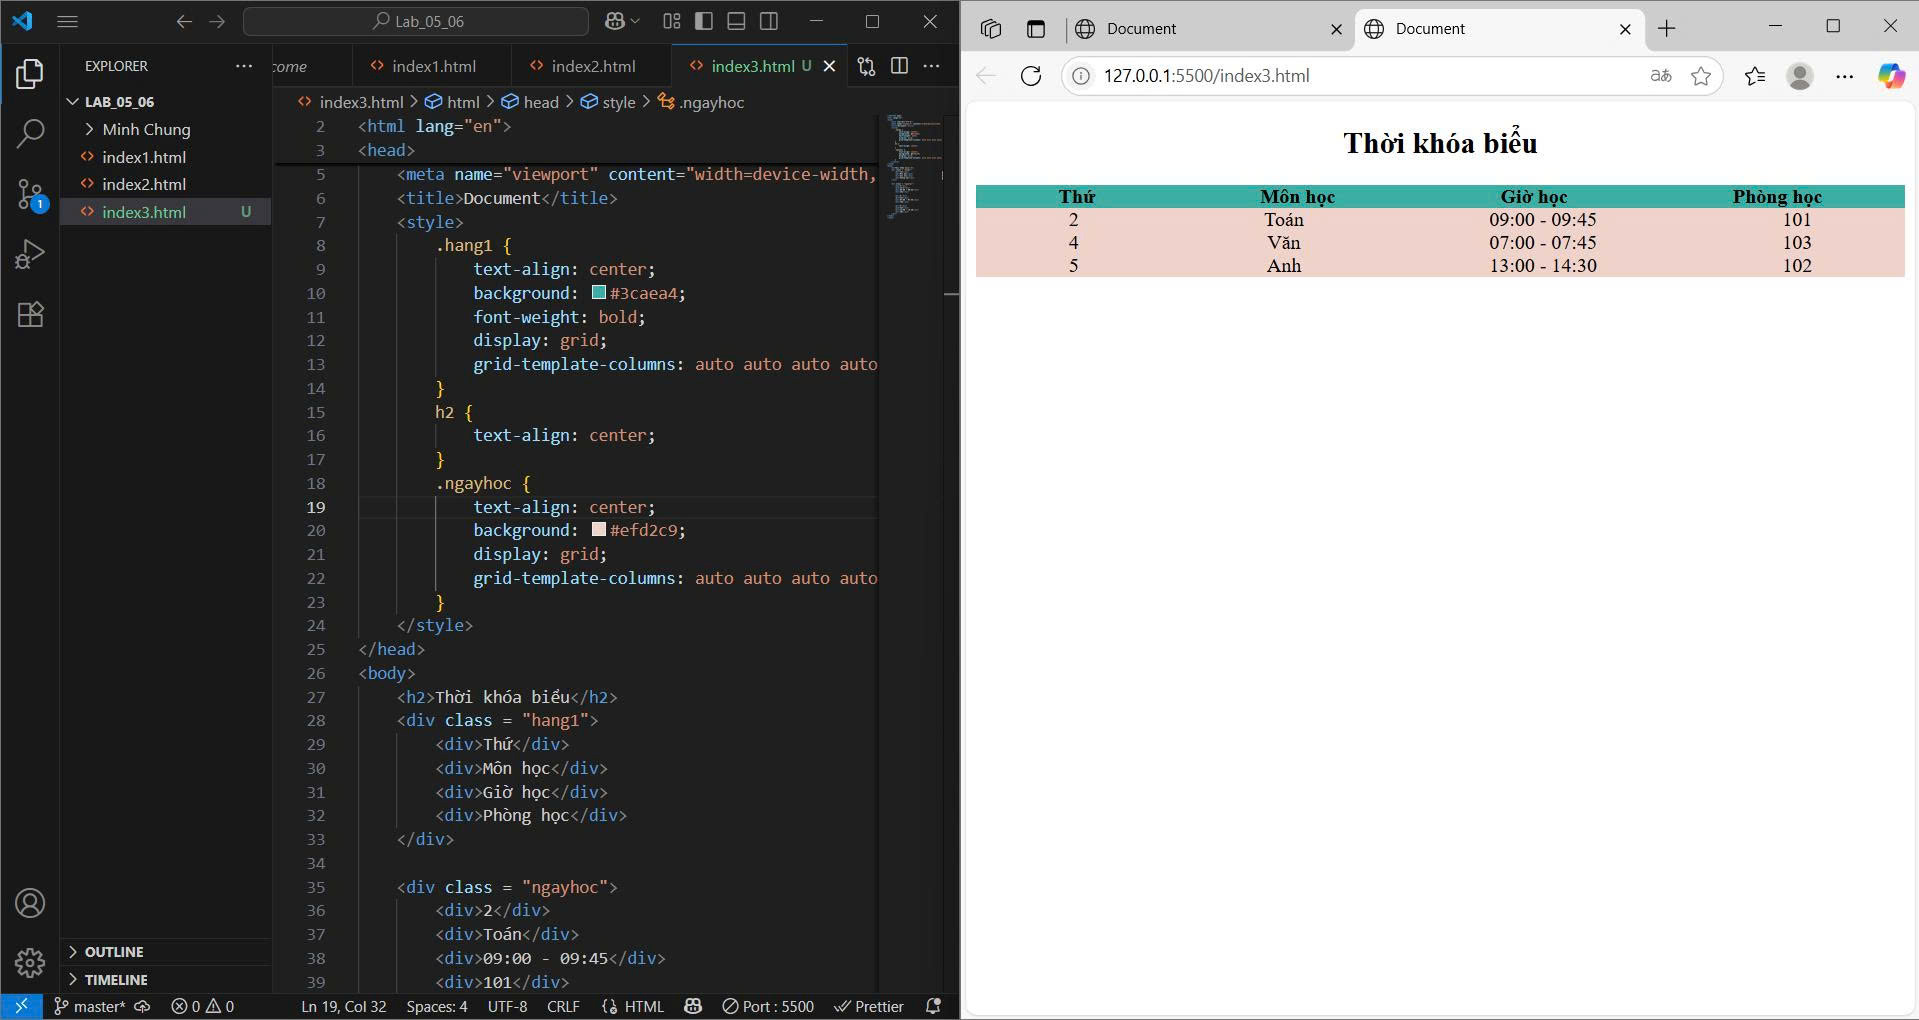 Lab_05_06
EXPLORER
come
index1.html
index2.html
index3.html U
LAB_05_06
Minh Chung
index1.html
index2.html
index3.html U
index3.html > html > head > style > .ngayhoc
2 <html lang="en">
3 <head>
5 <meta name="viewport" content="width=device-width,
6 <title>Document</title>
7 <style>
8 .hang1 {
9 text-align: center;
10 background: #3caea4;
11 font-weight: bold;
12 display: grid;
13 grid-template-columns: auto auto auto auto
14 }
15 h2 {
16 text-align: center;
17 }
18 .ngayhoc {
19 text-align: center;
20 background: #efd2c9;
21 display: grid;
22 grid-template-columns: auto auto auto auto
23 }
24 </style>
25 </head>
26 <body>
27 <h2>Thời khóa biểu</h2>
28 <div class = "hang1">
29 <div>Thứ</div>
30 <div>Môn học</div>
31 <div>Giờ học</div>
32 <div>Phòng học</div>
33 </div>
34
35 <div class = "ngayhoc">
36 <div>2</div>
37 <div>Toán</div>
38 <div>09:00 - 09:45</div>
39 <div>101</div>
1
OUTLINE
TIMELINE
master* 0 0 Ln 19, Col 32 Spaces: 4 UTF-8 CRLF {} HTML Port : 5500 Prettier
Document
Document
127.0.0.1:5500/index3.html
aあ
Thời khóa biểu
Thứ Môn học Giờ học Phòng học
2 Toán 09:00 - 09:45 101
4 Văn 07:00 - 07:45 103
5 Anh 13:00 - 14:30 102